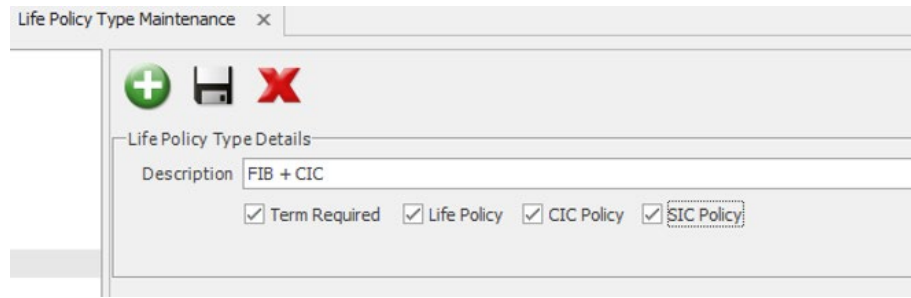 Life Policy Type Maintenance
Life Policy Type Details
Description FIB + CIC
Term Required Life Policy CIC Policy SIC Policy